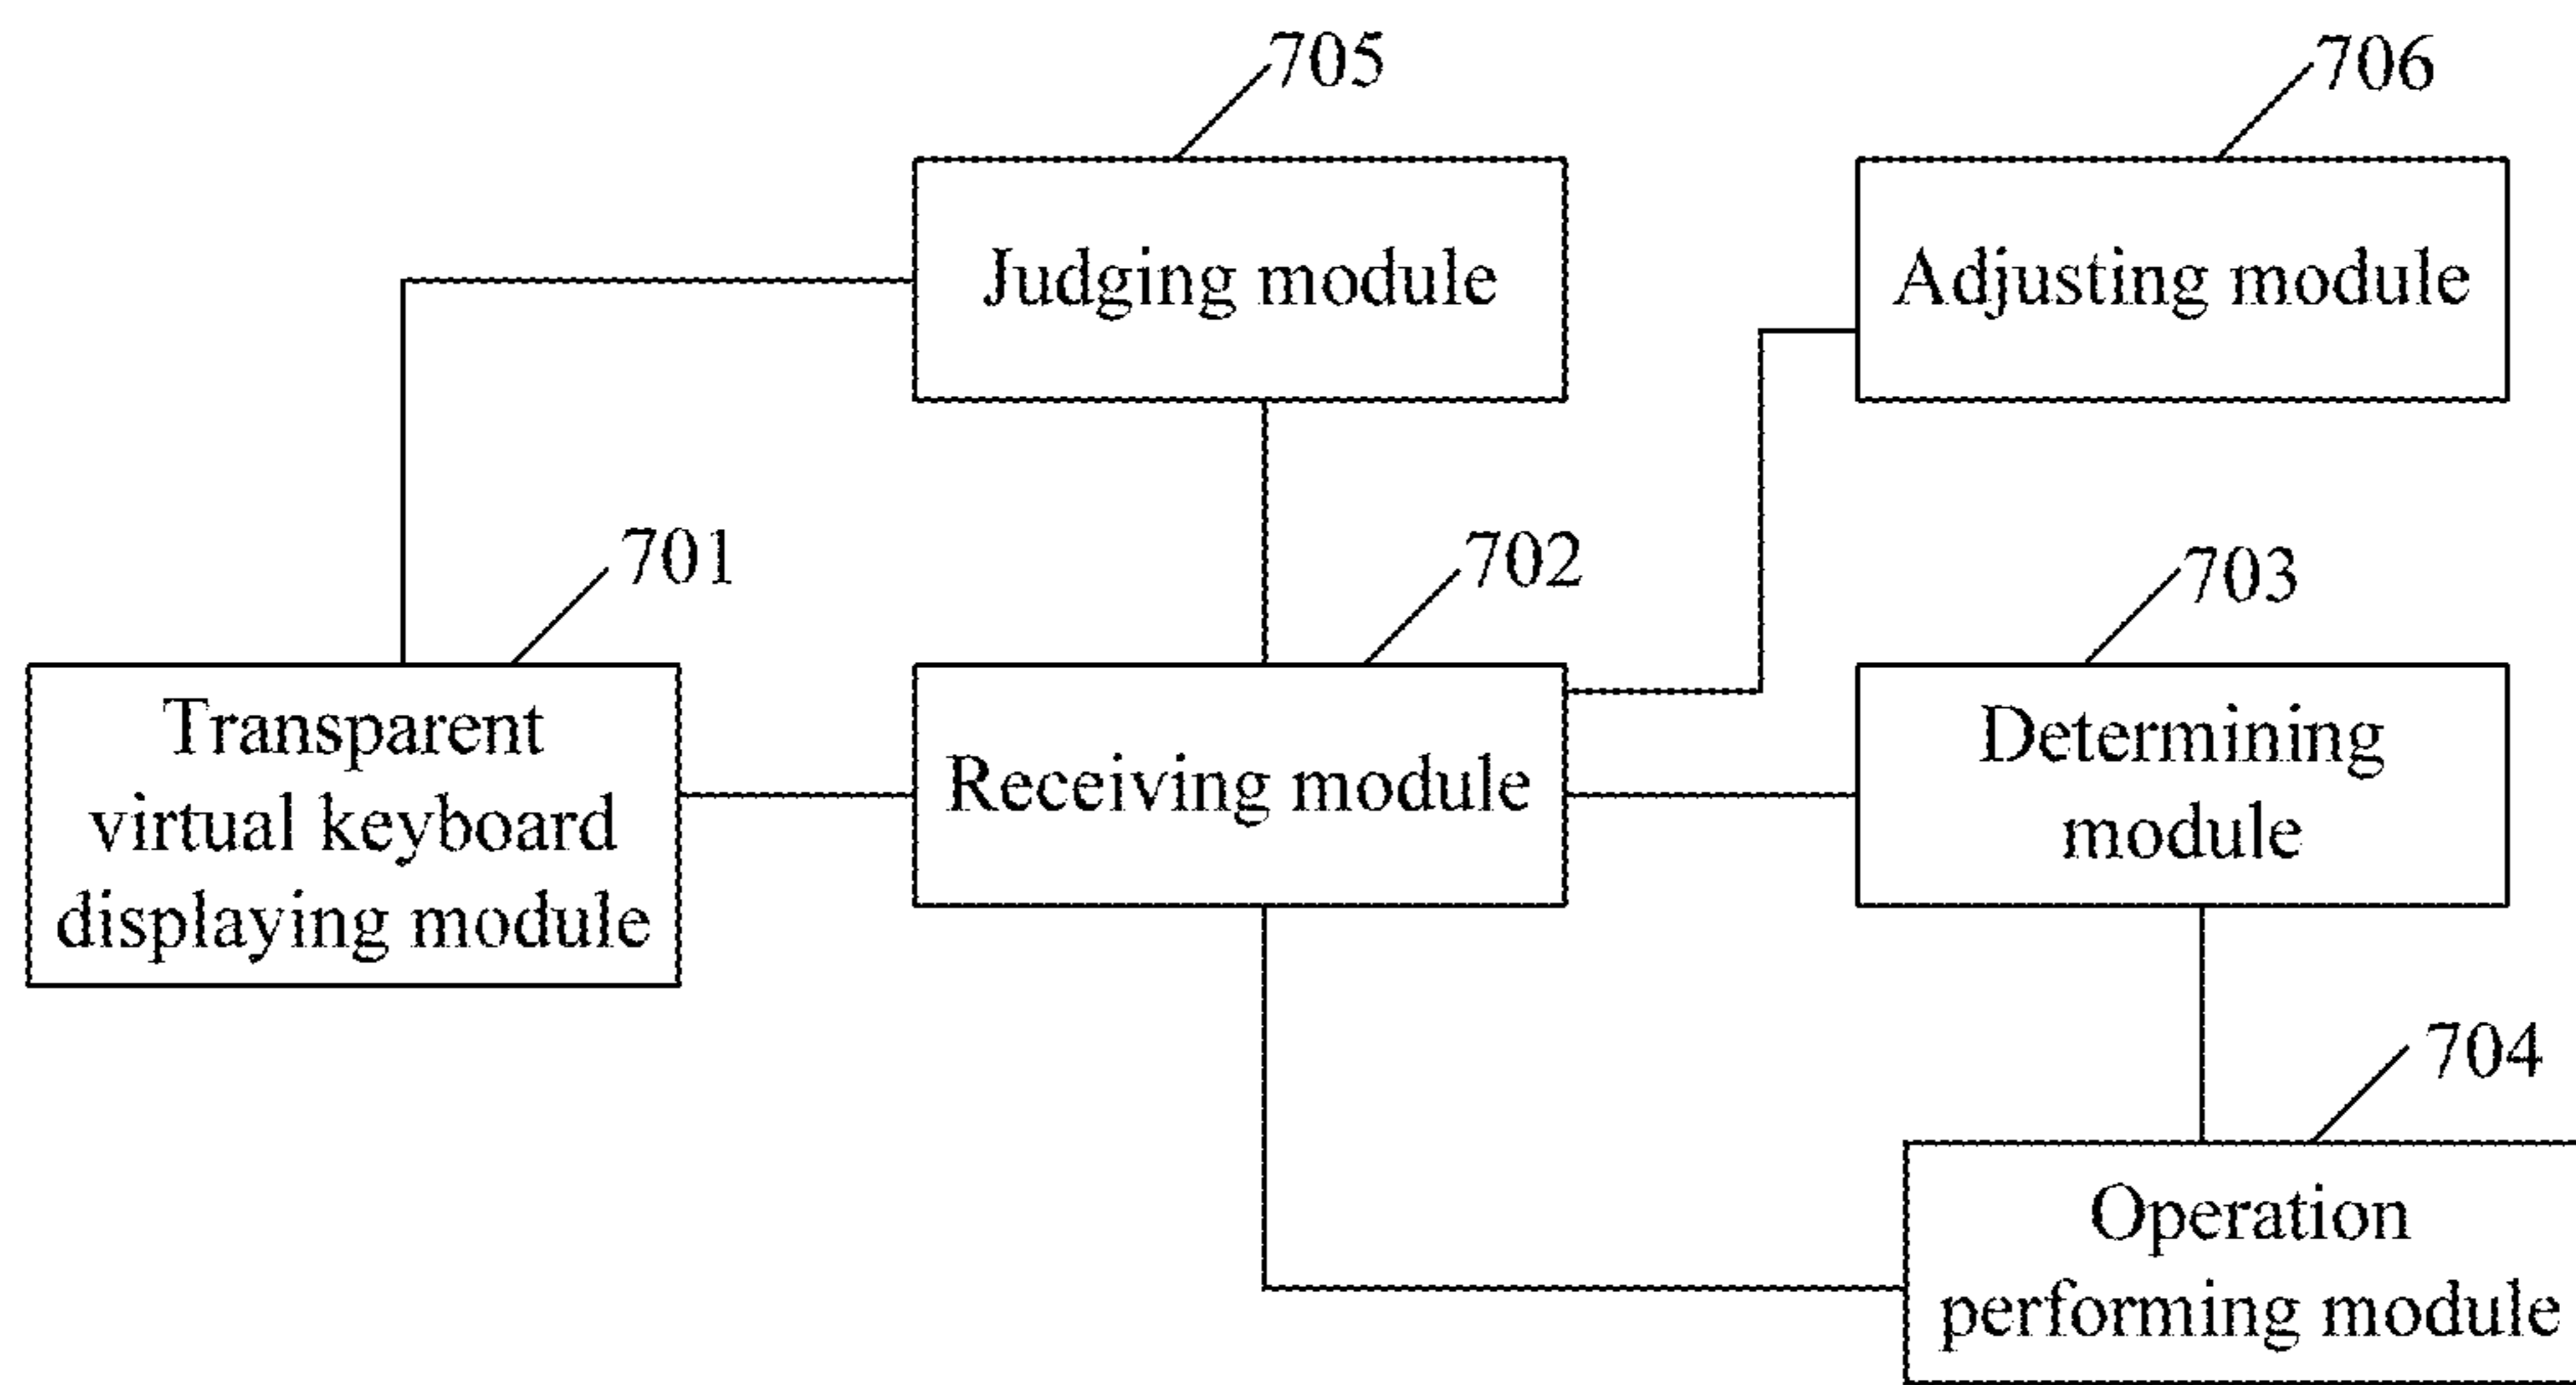 705
706
Judging module
Adjusting module
701
702
703
Transparent
virtual keyboard
displaying module
Receiving module
Determining
module
704
Operation
performing module